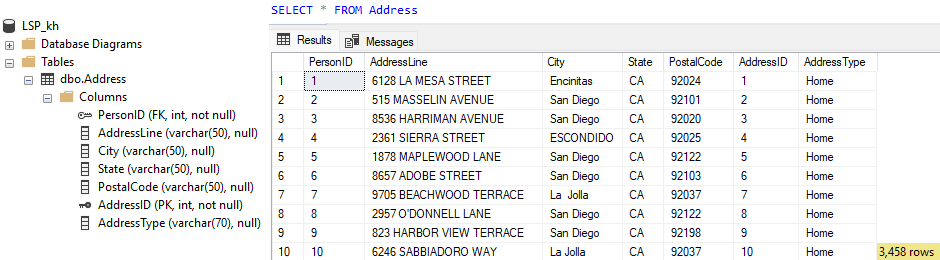 SELECT * FROM Address
LSP_kh
Database Diagrams
Tables
dbo.Address
Columns
PersonID (FK, int, not null)
AddressLine (varchar(50), null)
City (varchar(50), null)
State (varchar(50), null)
PostalCode (varchar(50), null)
AddressID (PK, int, not null)
AddressType (varchar(70), null)
Results Messages
PersonID AddressLine City State PostalCode AddressID AddressType
1 1 6128 LA MESA STREET Encinitas CA 92024 1 Home
2 2 515 MASSELIN AVENUE San Diego CA 92101 2 Home
3 3 8536 HARRIMAN AVENUE San Diego CA 92020 3 Home
4 4 2361 SIERRA STREET ESCONDIDO CA 92025 4 Home
5 5 1878 MAPLEWOOD LANE San Diego CA 92122 5 Home
6 6 8657 ADOBE STREET San Diego CA 92103 6 Home
7 7 9705 BEACHWOOD TERRACE La Jolla CA 92037 7 Home
8 8 2957 O'DONNELL LANE San Diego CA 92122 8 Home
9 9 823 HARBOR VIEW TERRACE San Diego CA 92198 9 Home
10 10 6246 SABBIADORO WAY La Jolla CA 92037 10 Home 3,458 rows